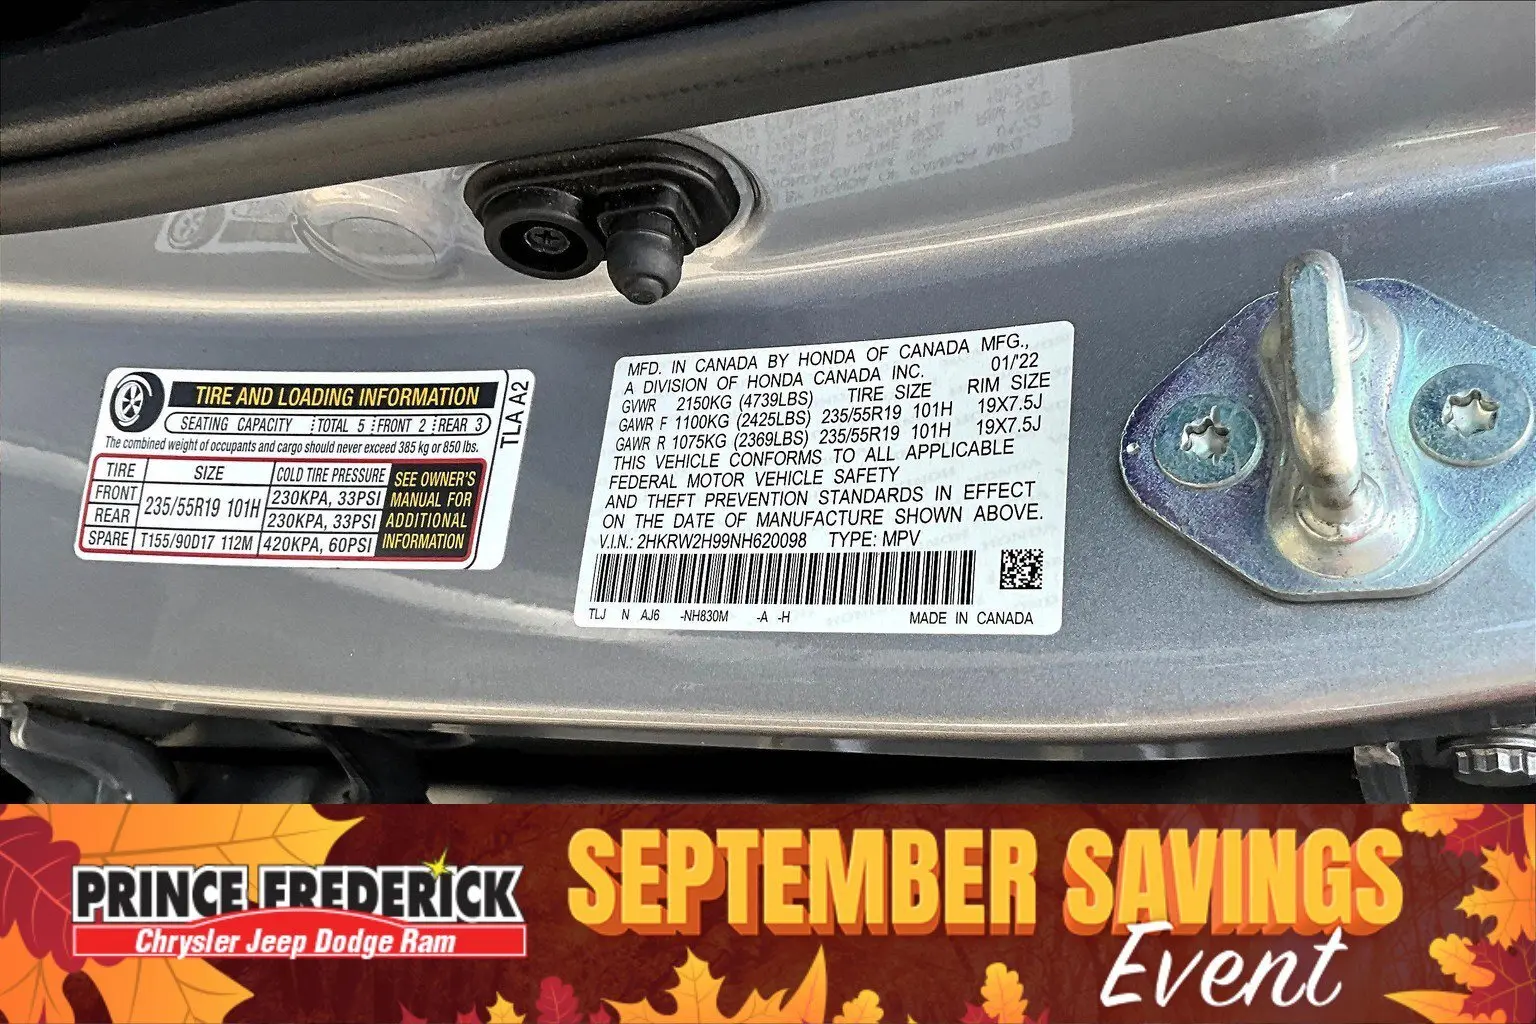 TIRE AND LOADING INFORMATION
SEATING CAPACITY TOTAL 5 FRONT 2 REAR 3
The combined weight of occupants and cargo should never exceed 385 kg or 850 lbs.
TIRE SIZE COLD TIRE PRESSURE
FRONT 235/55R19 101H 230KPA, 33PSI
REAR 230KPA, 33PSI
SPARE T155/90D17 112M 420KPA, 60PSI
SEE OWNER'S
MANUAL FOR
ADDITIONAL
INFORMATION
TLA A2
MFD. IN CANADA BY HONDA OF CANADA MFG.,
A DIVISION OF HONDA CANADA INC. 01/'22
GVWR 2150KG (4739LBS) TIRE SIZE RIM SIZE
GAWR F 1100KG (2425LBS) 235/55R19 101H 19X7.5J
GAWR R 1075KG (2369LBS) 235/55R19 101H 19X7.5J
THIS VEHICLE CONFORMS TO ALL APPLICABLE
FEDERAL MOTOR VEHICLE SAFETY
AND THEFT PREVENTION STANDARDS IN EFFECT
ON THE DATE OF MANUFACTURE SHOWN ABOVE.
V.I.N.: 2HKRW2H99NH620098 TYPE: MPV
TLJ N AJ6 -NH830M -A -H MADE IN CANADA
PRINCE FREDERICK
Chrysler Jeep Dodge Ram
SEPTEMBER SAVINGS
Event